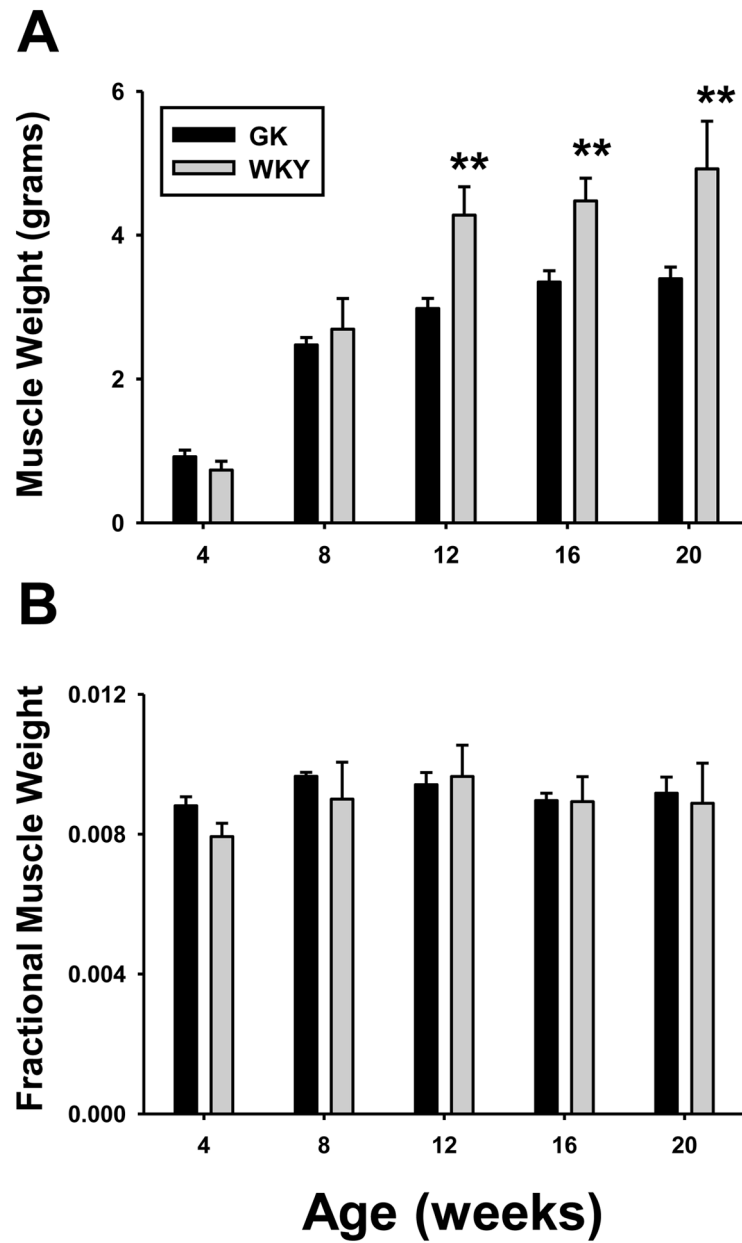 A
Muscle Weight (grams)
6
4
2
0
GK
WKY
**
**
**
4 8 12 16 20
B
Fractional Muscle Weight
0.012
0.008
0.004
0.000
4 8 12 16 20
Age (weeks)